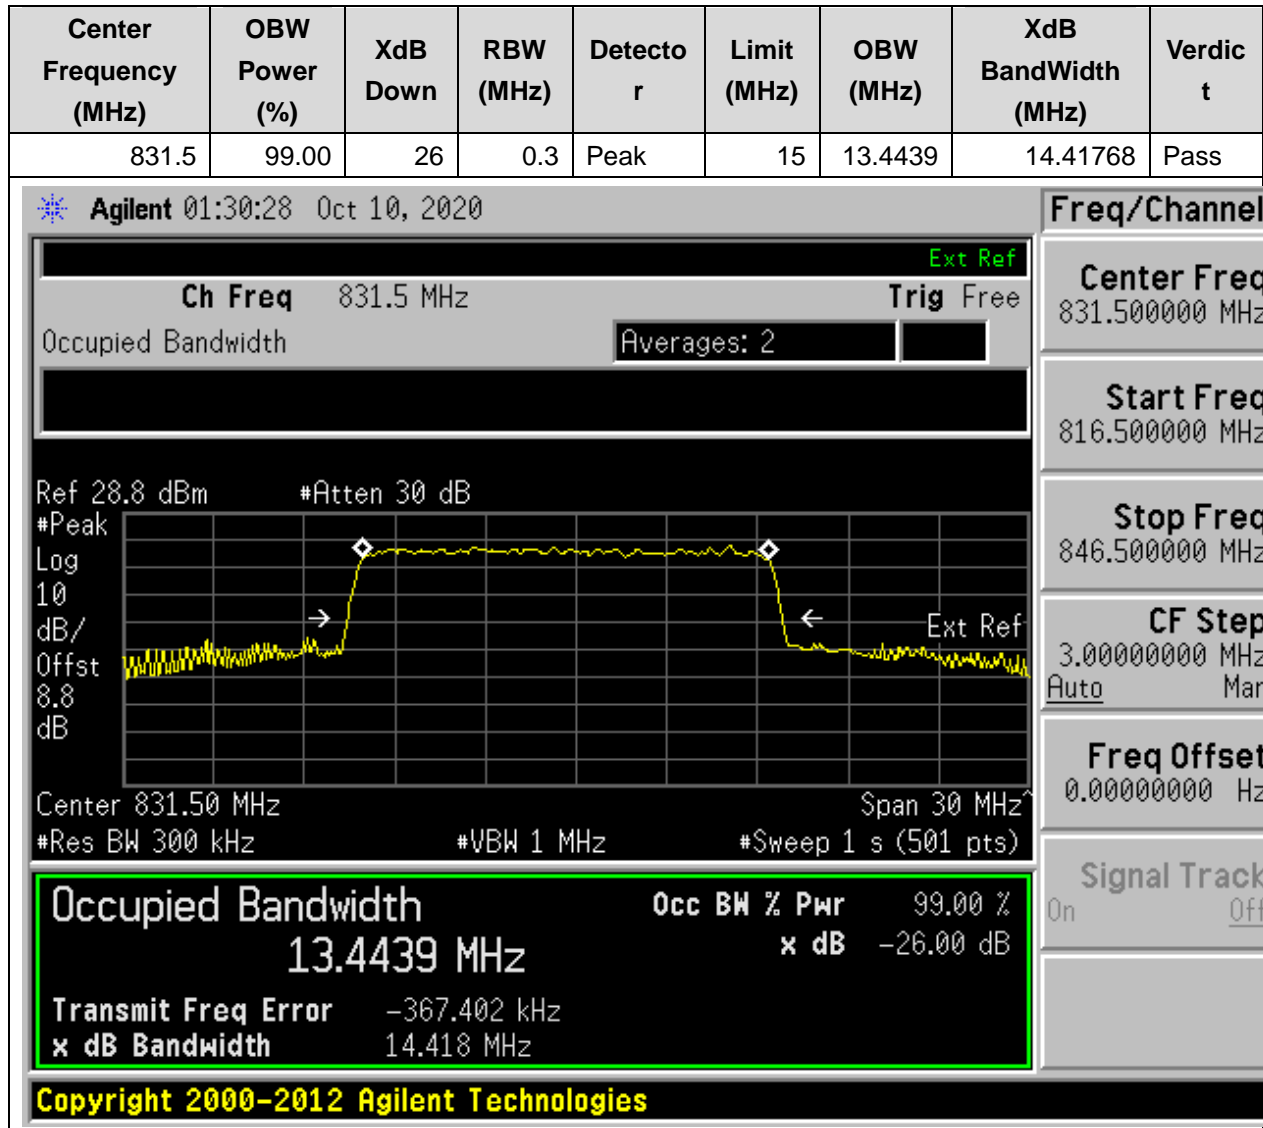 Center Frequency (MHz) OBW Power (%) XdB Down RBW (MHz) Detecto r Limit (MHz) OBW (MHz) XdB BandWidth (MHz) Verdic t
831.5 99.00 26 0.3 Peak 15 13.4439 14.41768 Pass
Agilent 01:30:28 Oct 10, 2020
Freq/Channel
Ext Ref
Ch Freq 831.5 MHz Trig Free
Occupied Bandwidth Averages: 2
Center Freq
831.500000 MHz
Start Freq
816.500000 MHz
Stop Freq
846.500000 MHz
CF Step
3.00000000 MHz
Auto Man
Freq Offset
0.00000000 Hz
Signal Track
On Off
Ref 28.8 dBm #Atten 30 dB
#Peak
Log
10
dB/
Offst
8.8
dB
Ext Ref
Center 831.50 MHz Span 30 MHz^
#Res BW 300 kHz #VBW 1 MHz #Sweep 1 s (501 pts)
Occupied Bandwidth Occ BW % Pwr 99.00 %
13.4439 MHz x dB -26.00 dB
Transmit Freq Error -367.402 kHz
x dB Bandwidth 14.418 MHz
Copyright 2000-2012 Agilent Technologies